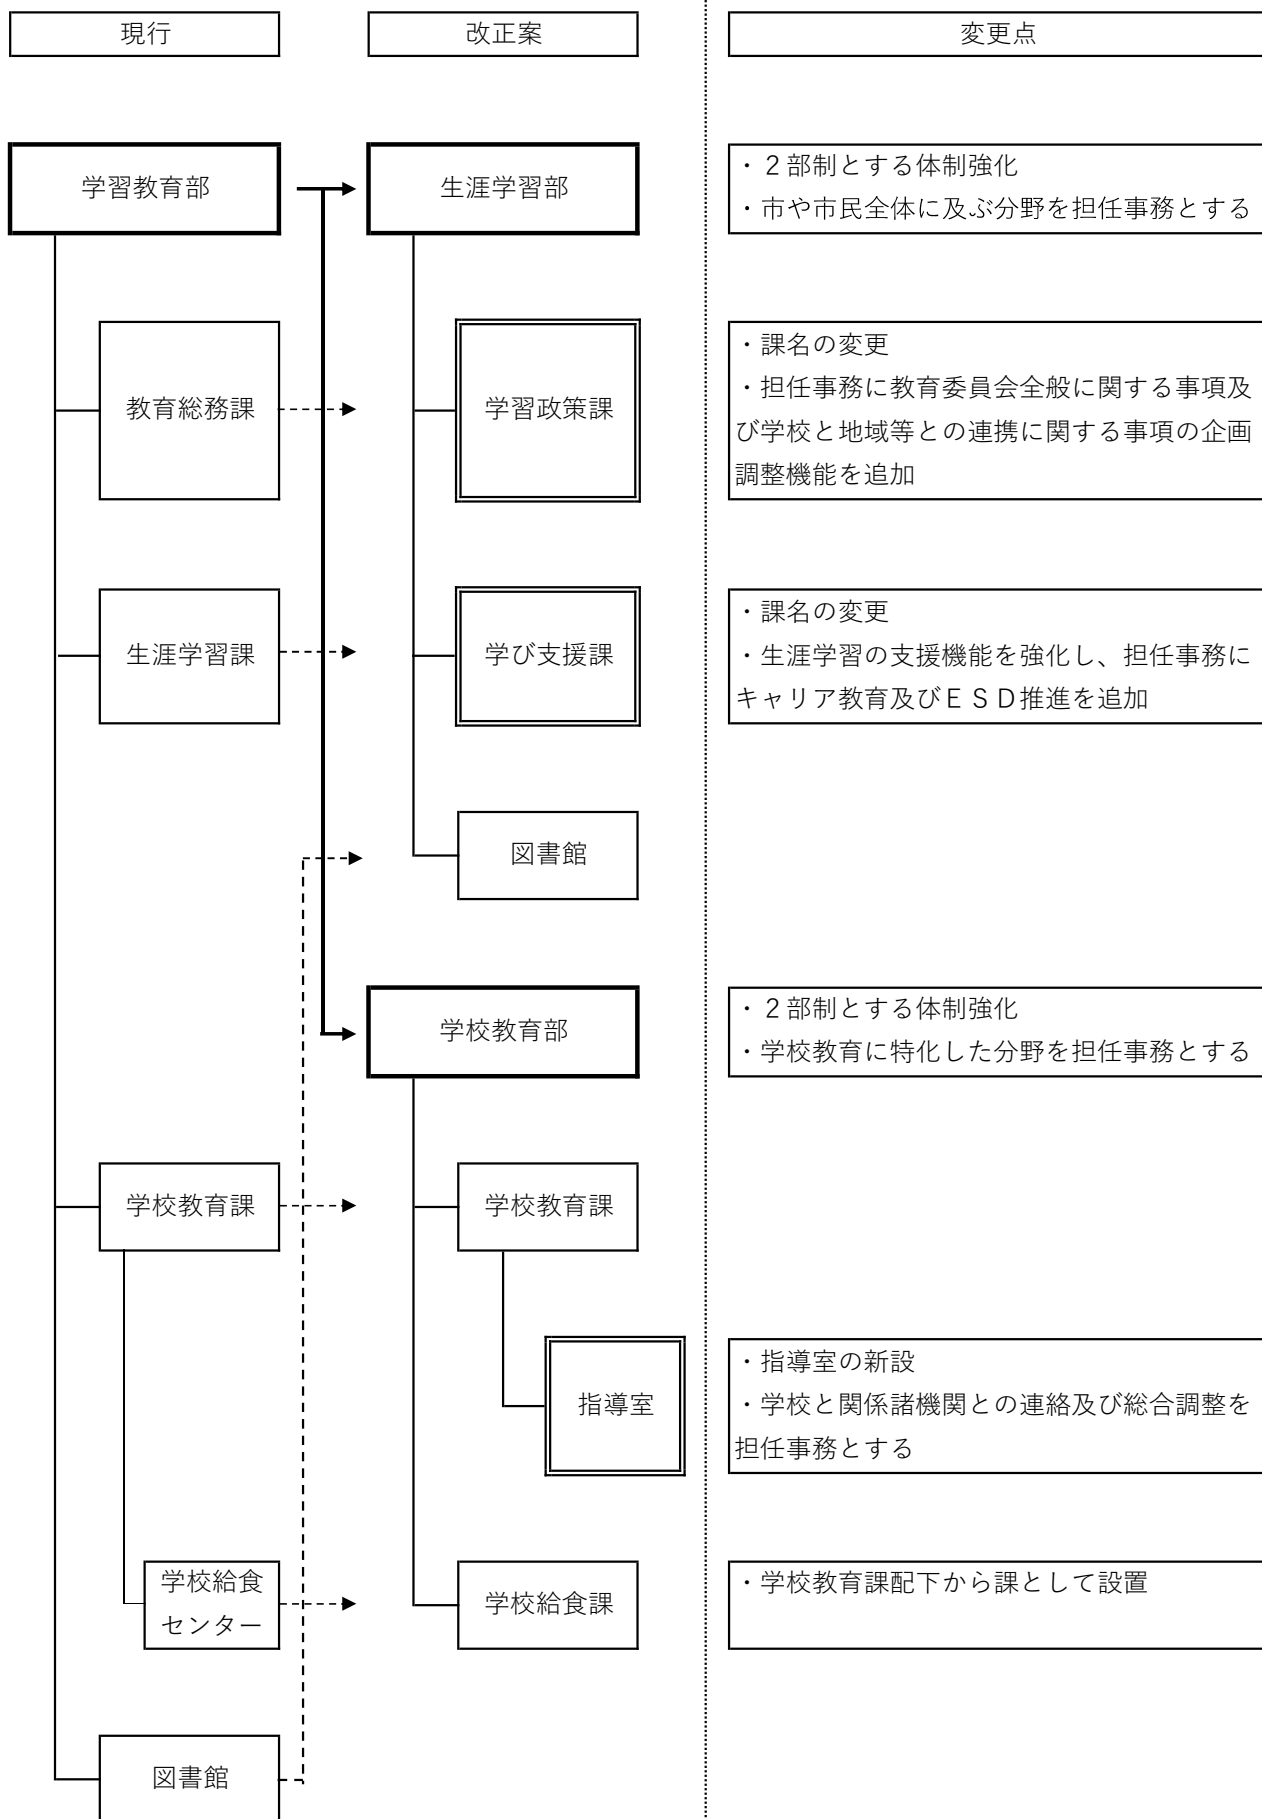 現行
改正案
変更点
学習教育部
生涯学習部
・２部制とする体制強化
・市や市民全体に及ぶ分野を担任事務とする
教育総務課
学習政策課
・課名の変更
・担任事務に教育委員会全般に関する事項及
び学校と地域等との連携に関する事項の企画
調整機能を追加
生涯学習課
学び支援課
・課名の変更
・生涯学習の支援機能を強化し、担任事務に
キャリア教育及びＥＳＤ推進を追加
図書館
学校教育部
・２部制とする体制強化
・学校教育に特化した分野を担任事務とする
学校教育課
学校教育課
指導室
・指導室の新設
・学校と関係諸機関との連絡及び総合調整を
担任事務とする
学校給食
センター
学校給食課
・学校教育課配下から課として設置
図書館